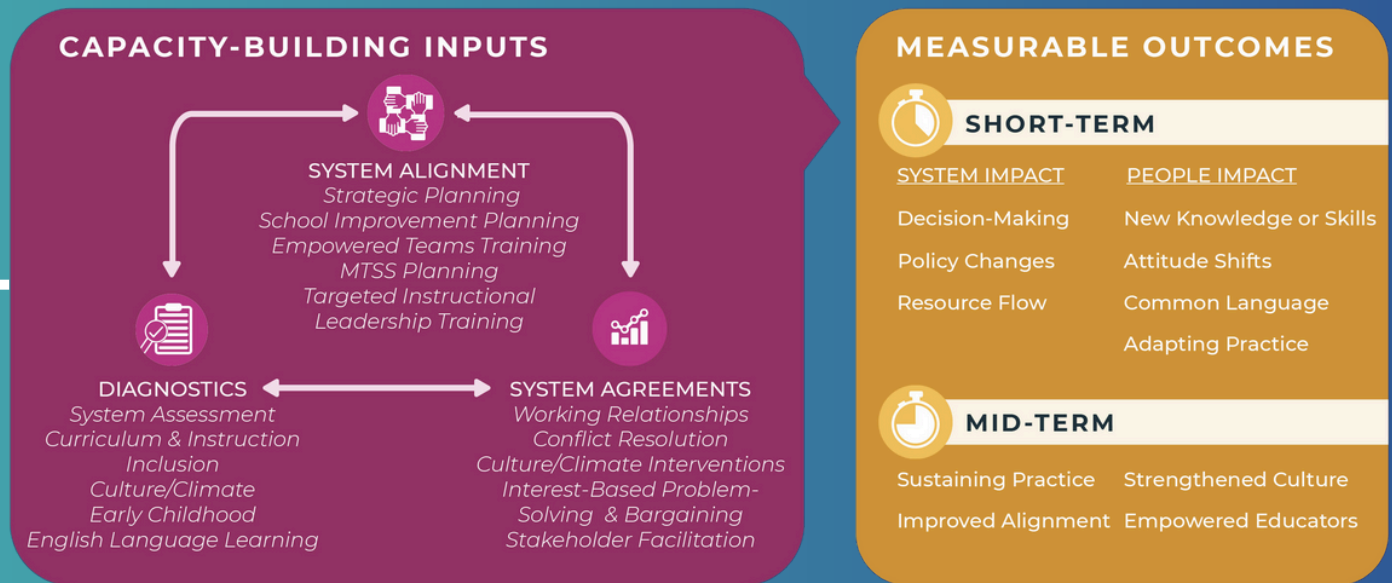 CAPACITY-BUILDING INPUTS
SYSTEM ALIGNMENT
Strategic Planning
School Improvement Planning
Empowered Teams Training
MTSS Planning
Targeted Instructional
Leadership Training
DIAGNOSTICS
System Assessment
Curriculum & Instruction
Inclusion
Culture/Climate
Early Childhood
English Language Learning
SYSTEM AGREEMENTS
Working Relationships
Conflict Resolution
Culture/Climate Interventions
Interest-Based Problem-
Solving & Bargaining
Stakeholder Facilitation
MEASURABLE OUTCOMES
SHORT-TERM
SYSTEM IMPACT
Decision-Making
Policy Changes
Resource Flow
PEOPLE IMPACT
New Knowledge or Skills
Attitude Shifts
Common Language
Adapting Practice
MID-TERM
Sustaining Practice
Improved Alignment
Strengthened Culture
Empowered Educators